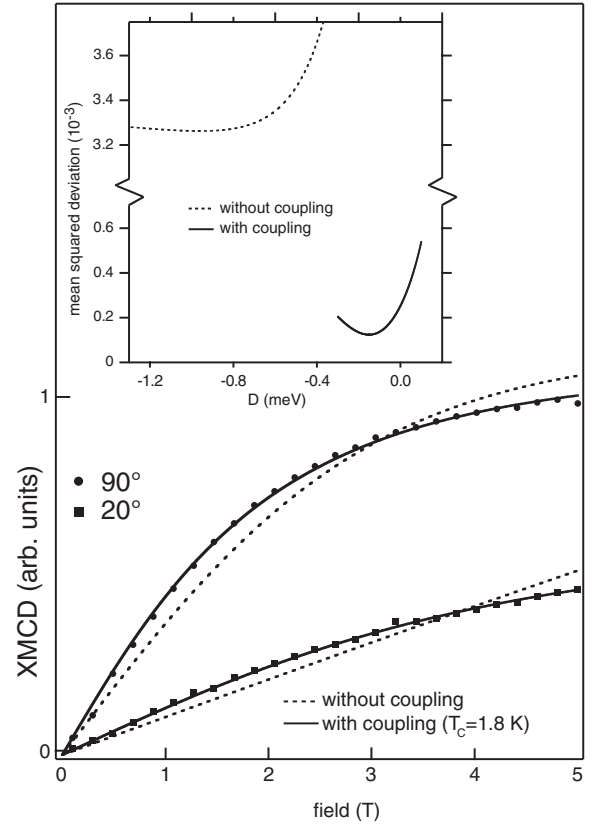 3.6
3.4
3.2
0.6
0.4
0.2
0
mean squared deviation (10⁻³)
without coupling
with coupling
-1.2 -0.8 -0.4 0.0
D (meV)
1
0
XMCD (arb. units)
90°
20°
without coupling
with coupling (T_C=1.8 K)
0 1 2 3 4 5
field (T)